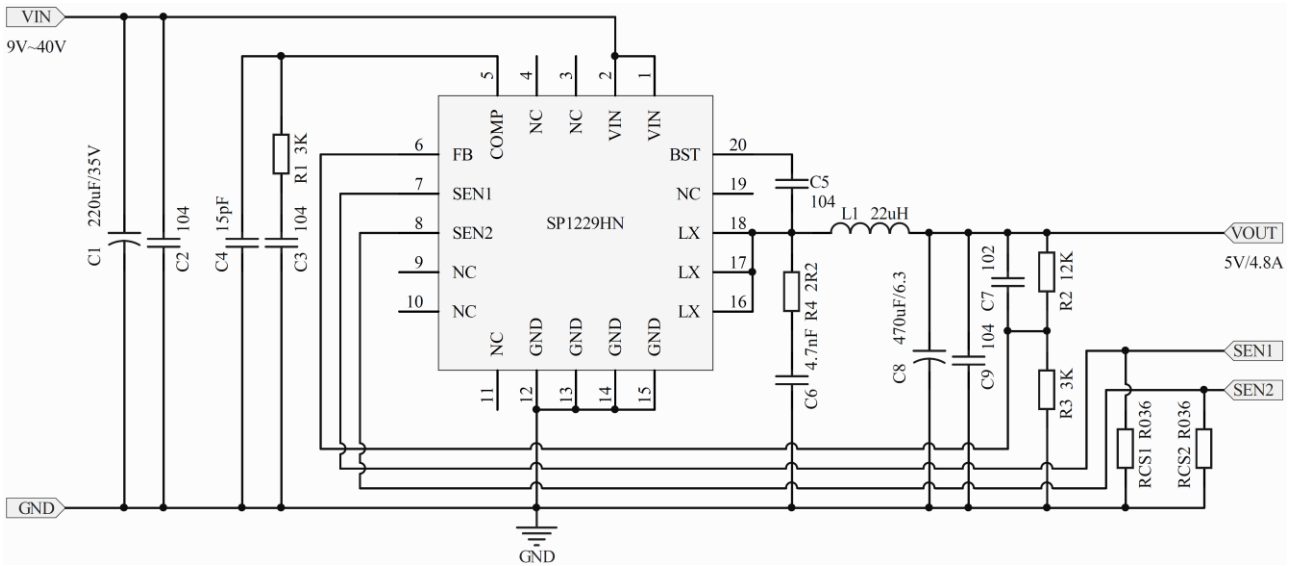 VIN
9V~40V
C1 220uF/35V
C2 104
C4 15pF
R1 3K
C3 104
5
4
3
2
1
COMP
NC
NC
VIN
VIN
6
FB
7
SEN1
8
SEN2
9
NC
10
NC
SP1229HN
BST
20
NC
19
LX
18
LX
17
LX
16
NC
GND
GND
GND
GND
11
12
13
14
15
C5
104
L1 22uH
R4 2R2
C6 4.7nF
C8 470uF/6.3
C9 104
C7 102
R2 12K
R3 3K
VOUT
5V/4.8A
SEN1
SEN2
RCS1 R036
RCS2 R036
GND
GND